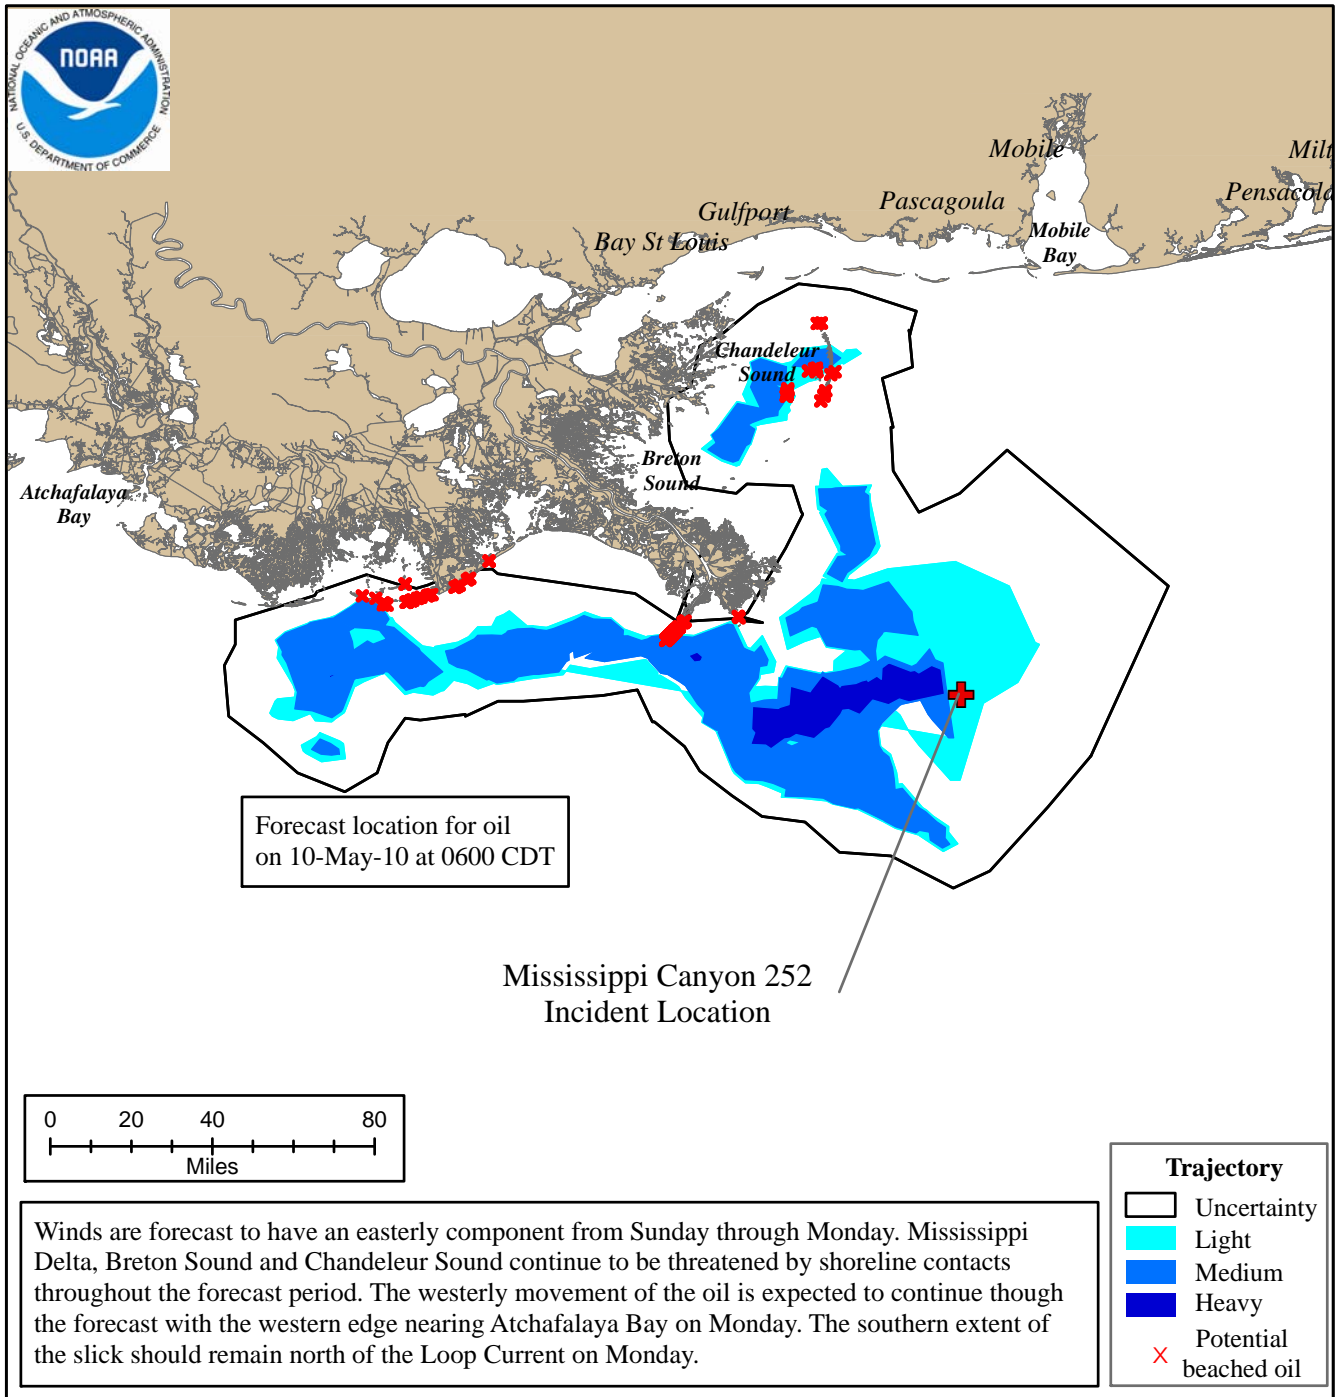 NATIONAL OCEANIC AND ATMOSPHERIC ADMINISTRATION
NOAA
U.S. DEPARTMENT OF COMMERCE
Mobile
Milt
Pensacola
Pascagoula
Gulfport
Bay St Louis
Mobile
Bay
Chandeleur
Sound
Breton
Sound
Atchafalaya
Bay
Forecast location for oil
on 10-May-10 at 0600 CDT
Mississippi Canyon 252
Incident Location
0 20 40 80
Miles
Trajectory
Uncertainty
Light
Medium
Heavy
Potential
beached oil
Winds are forecast to have an easterly component from Sunday through Monday. Mississippi
Delta, Breton Sound and Chandeleur Sound continue to be threatened by shoreline contacts
throughout the forecast period. The westerly movement of the oil is expected to continue though
the forecast with the western edge nearing Atchafalaya Bay on Monday. The southern extent of
the slick should remain north of the Loop Current on Monday.